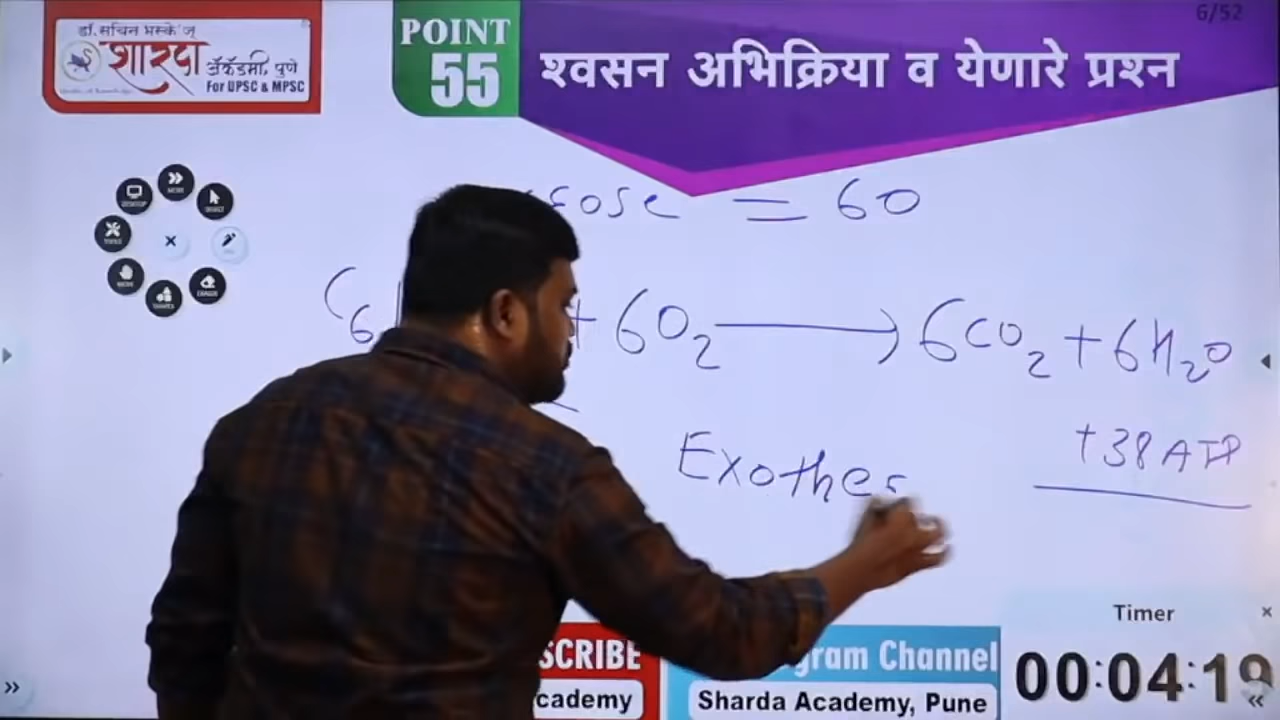 6/52
डॉ. सचिन भस्के ज्
शारदा ॲकॅडमी, पुणे
For UPSC & MPSC
POINT
55
श्वसन अभिक्रिया व येणारे प्रश्न
= 60
C6 + 6O2 → 6CO2 + 6H2O
+38 ATP
Exother
Timer
00:04:19
SCRIBE
cademy
gram Channel
Sharda Academy, Pune